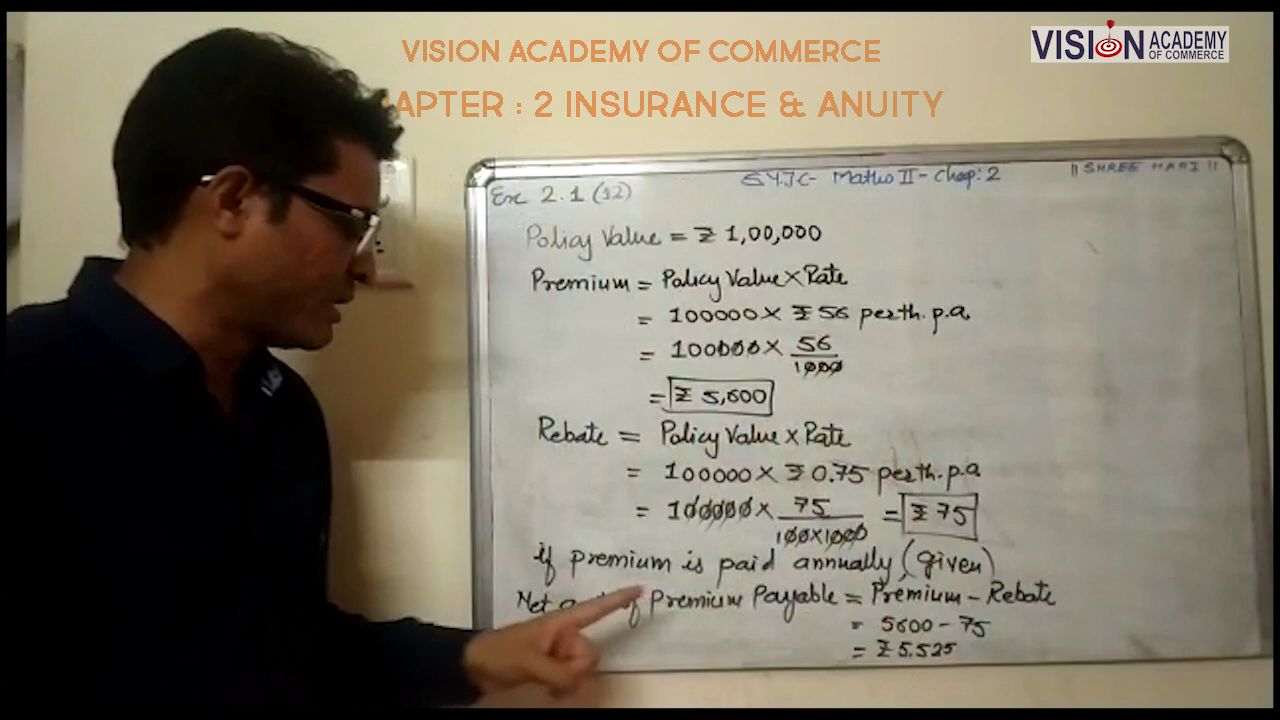 VISION ACADEMY OF COMMERCE
APTER : 2 INSURANCE & ANUITY
VISION ACADEMY
OF COMMERCE
Exe 2.1 (12)
SYJC- Maths II - Chap: 2
|| SHREE HARI ||
Policy Value = ₹ 1,00,000
Premium = Policy Value × Rate
= 100000 × ₹ 56 per th. p.a.
= 100000 × 56/1000
= ₹ 5,600
Rebate = Policy Value × Rate
= 100000 × ₹ 0.75 per th. p.a
= 100000 × 75/100×1000 = ₹ 75
if premium is paid annually, (given)
Net of Premium Payable = Premium - Rebate
= 5600 - 75
= ₹ 5,525